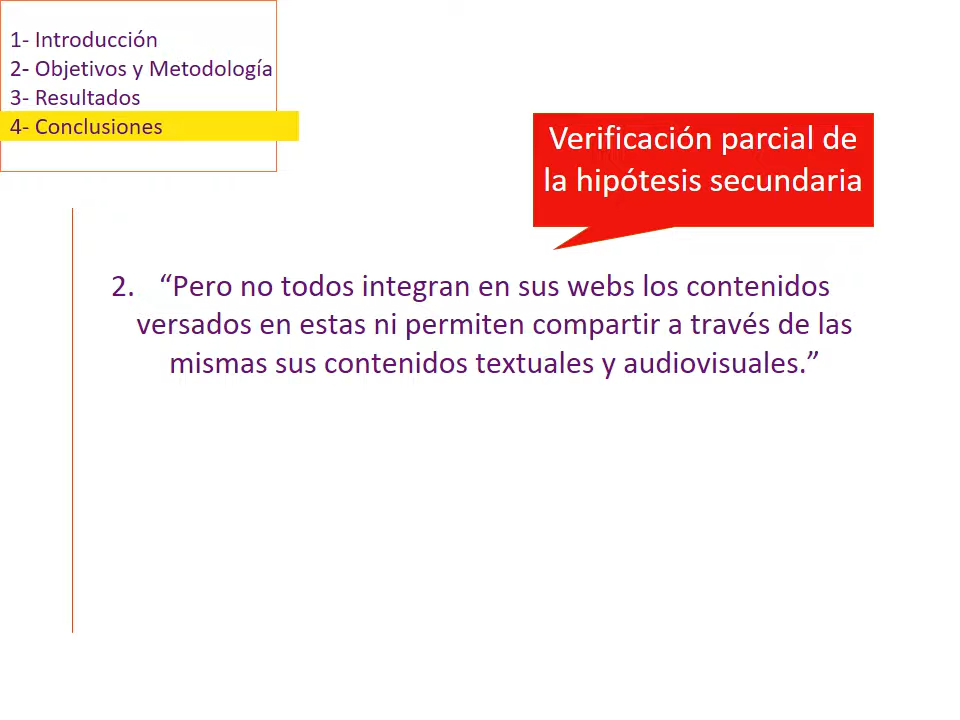 1- Introducción
2- Objetivos y Metodología
3- Resultados
4- Conclusiones
Verificación parcial de
la hipótesis secundaria
2. “Pero no todos integran en sus webs los contenidos
versados en estas ni permiten compartir a través de las
mismas sus contenidos textuales y audiovisuales.”